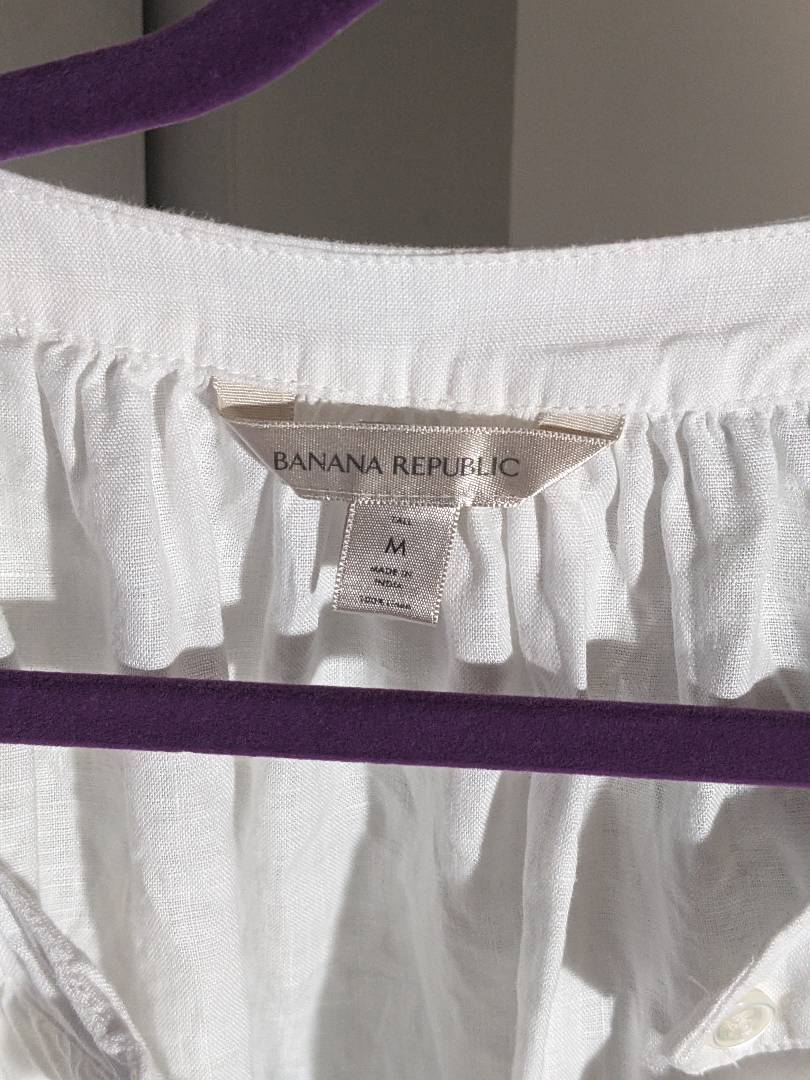 BANANA REPUBLIC
TALL
M
MADE IN
INDIA
100% LINEN